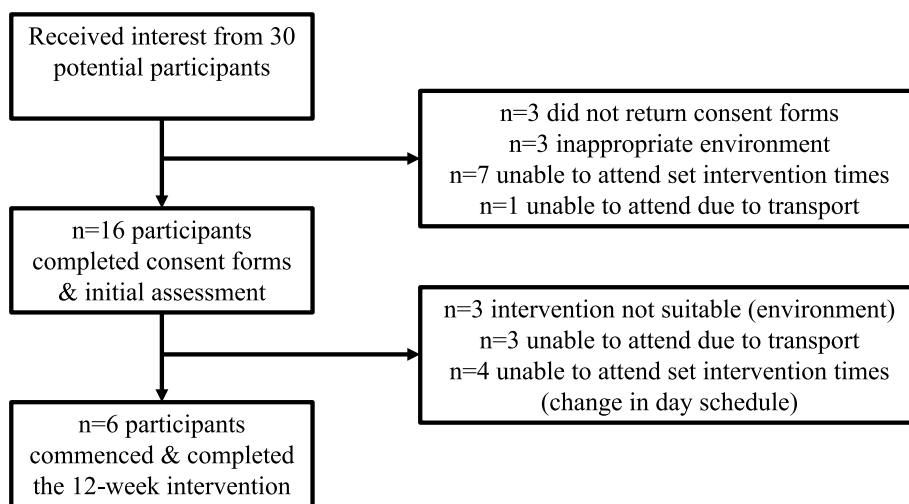 Received interest from 30
potential participants
n=3 did not return consent forms
n=3 inappropriate environment
n=7 unable to attend set intervention times
n=1 unable to attend due to transport
n=16 participants
completed consent forms
& initial assessment
n=3 intervention not suitable (environment)
n=3 unable to attend due to transport
n=4 unable to attend set intervention times
(change in day schedule)
n=6 participants
commenced & completed
the 12-week intervention